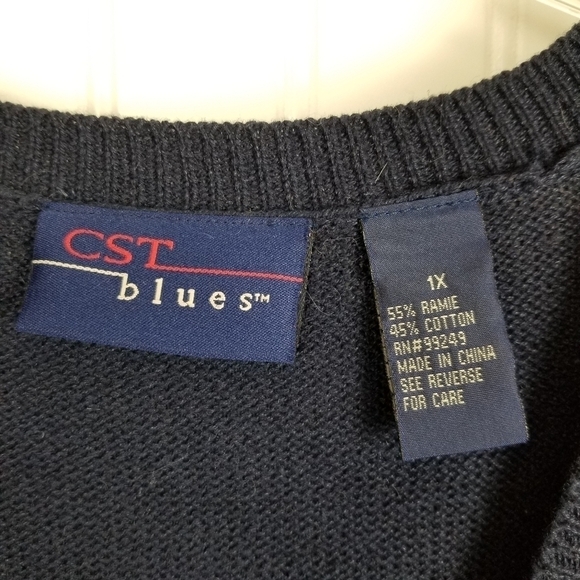 CST
blues™
1X
55% RAMIE
45% COTTON
RN#99249
MADE IN CHINA
SEE REVERSE
FOR CARE